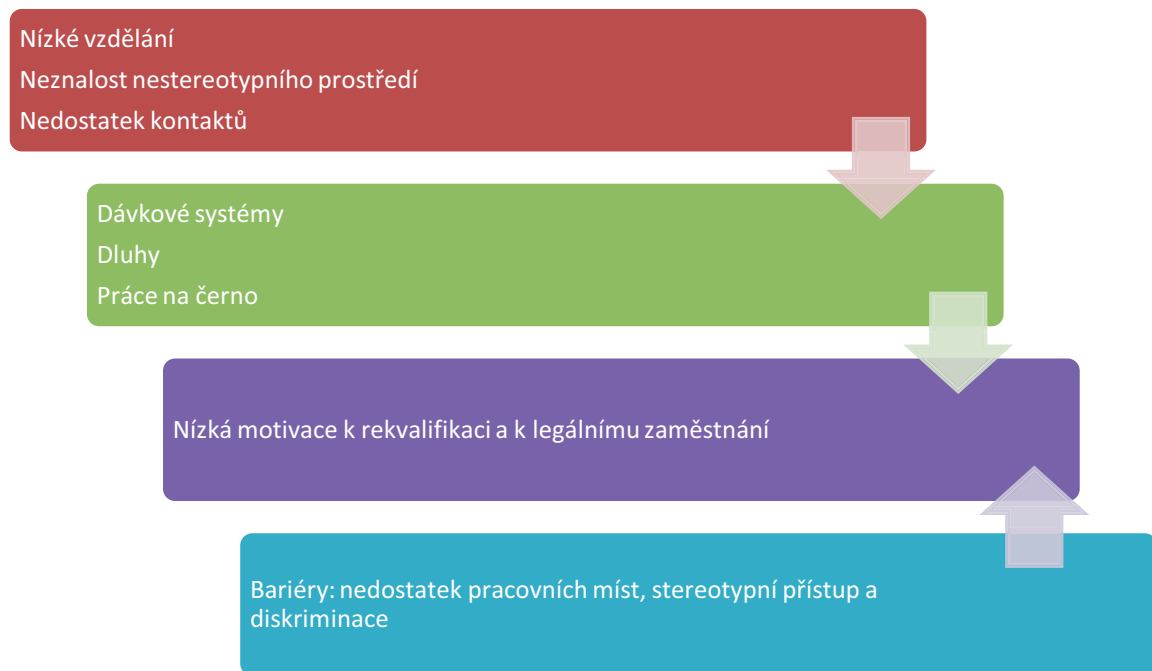 Nízké vzdělání
Neznalost nestereotypního prostředí
Nedostatek kontaktů
Dávkové systémy
Dluhy
Práce na černo
Nízká motivace k rekvalifikaci a k legálnímu zaměstnání
Bariéry: nedostatek pracovních míst, stereotypní přístup a
diskriminace